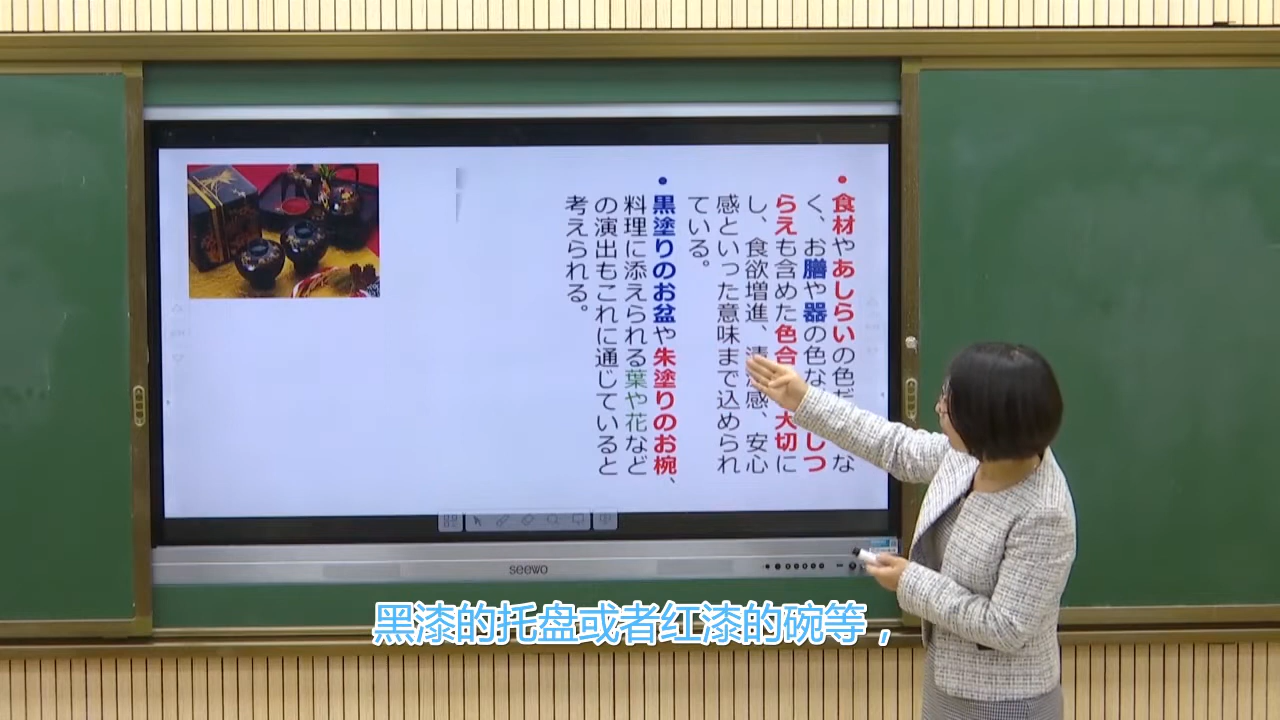 •食材やあしらいの色だ な
く、お膳や器の色な しつ
らえも含めた色合 大切に
し、食欲増進、清 感、安心
感といった意味まで込められ
ている。
•黒塗りのお盆や朱塗りのお椀、
料理に添えられる葉や花など
の演出もこれに通じていると
考えられる。
seewo
黑漆的托盘或者红漆的碗等，